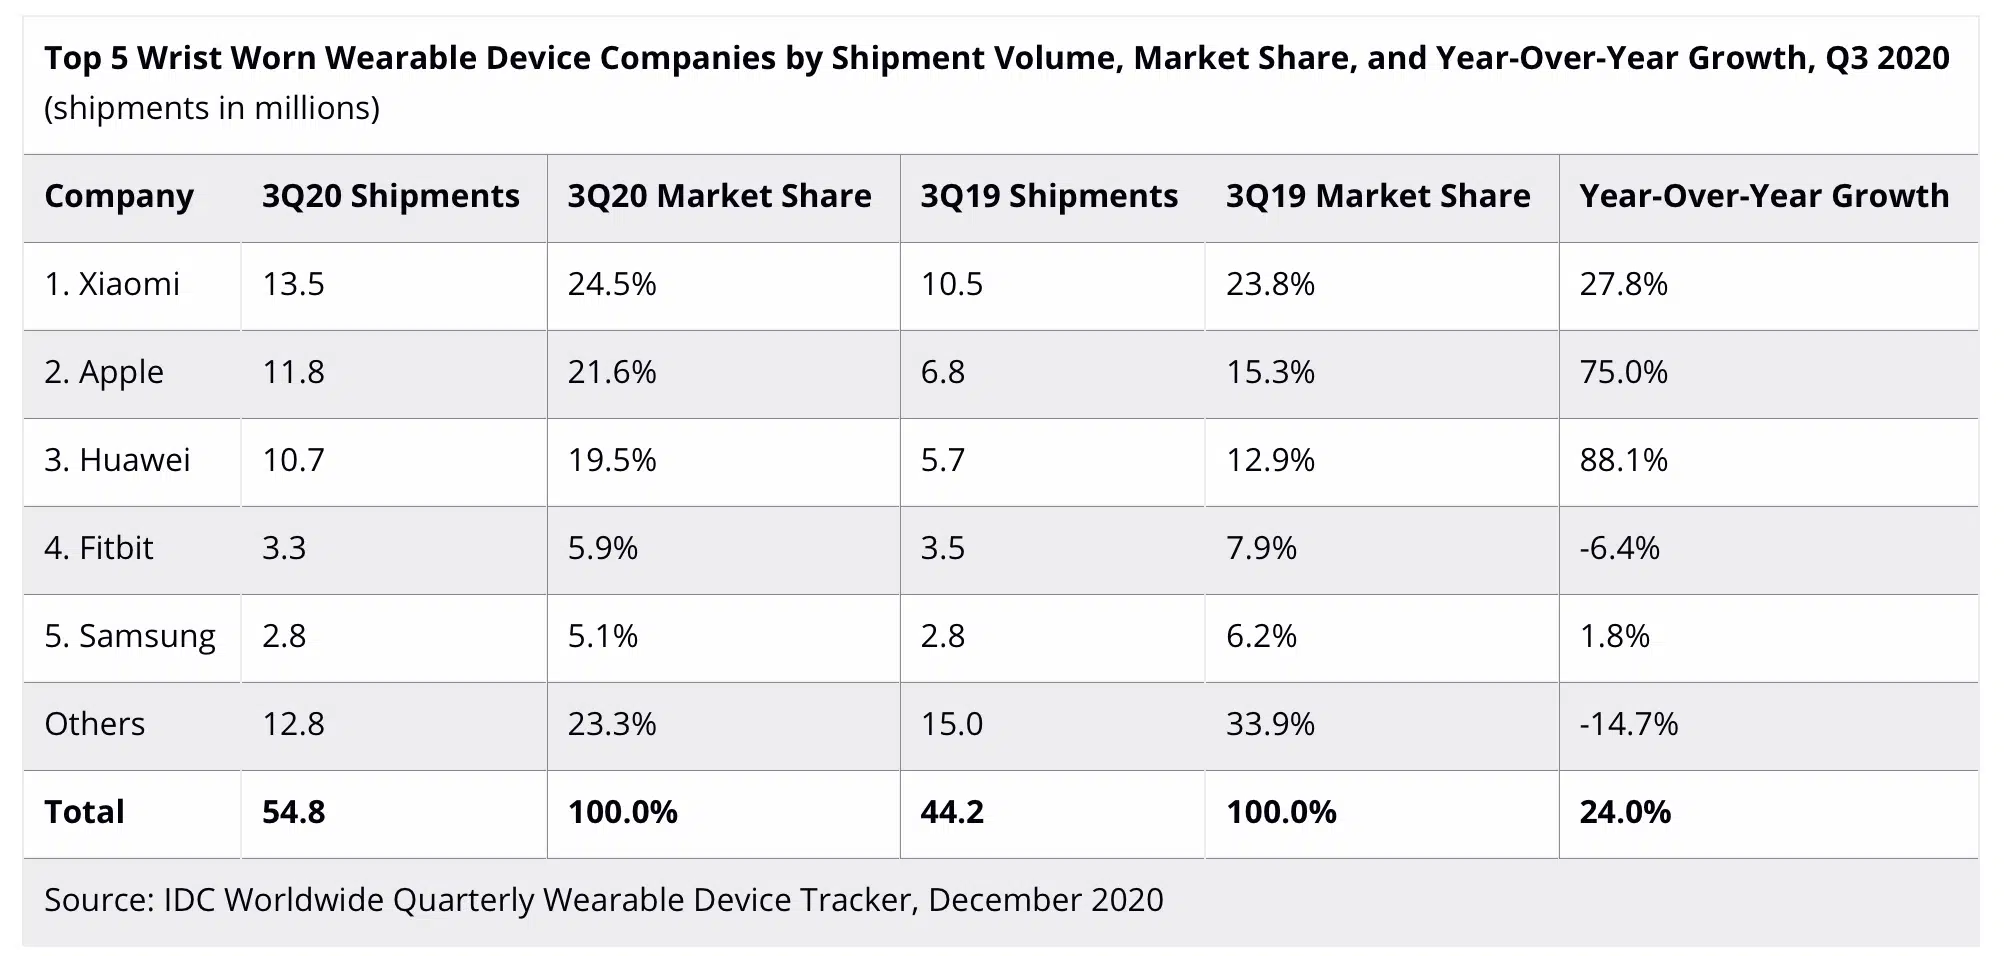 Top 5 Wrist Worn Wearable Device Companies by Shipment Volume, Market Share, and Year-Over-Year Growth, Q3 2020
(shipments in millions)
Company 3Q20 Shipments 3Q20 Market Share 3Q19 Shipments 3Q19 Market Share Year-Over-Year Growth
1. Xiaomi 13.5 24.5% 10.5 23.8% 27.8%
2. Apple 11.8 21.6% 6.8 15.3% 75.0%
3. Huawei 10.7 19.5% 5.7 12.9% 88.1%
4. Fitbit 3.3 5.9% 3.5 7.9% -6.4%
5. Samsung 2.8 5.1% 2.8 6.2% 1.8%
Others 12.8 23.3% 15.0 33.9% -14.7%
Total 54.8 100.0% 44.2 100.0% 24.0%
Source: IDC Worldwide Quarterly Wearable Device Tracker, December 2020